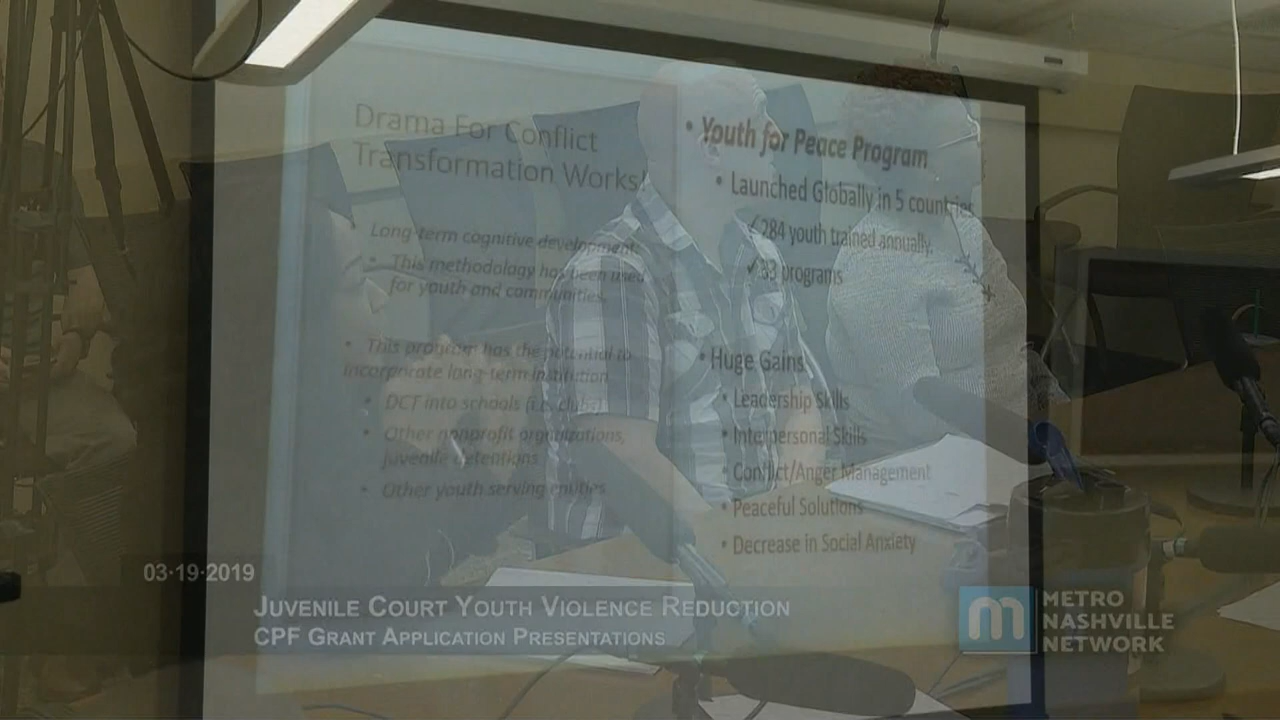 Drama For Conflict
Transformation Works!
Long-term cognitive development
• This methodology has been used
for youth and communities.
• This program has the potential to
incorporate long-term institution
• DCT into schools (i.e. clubs)
• Other nonprofit organizations,
juvenile detentions
• Other youth serving entities
• Youth for Peace Program
• Launched Globally in 5 countries
✓284 youth trained annually.
✓83 programs
• Huge Gains
• Leadership Skills
• Interpersonal Skills
• Conflict/Anger Management
• Peaceful Solutions
• Decrease in Social Anxiety
03·19·2019
JUVENILE COURT YOUTH VIOLENCE REDUCTION
CPF GRANT APPLICATION PRESENTATIONS
m METRO
NASHVILLE
NETWORK